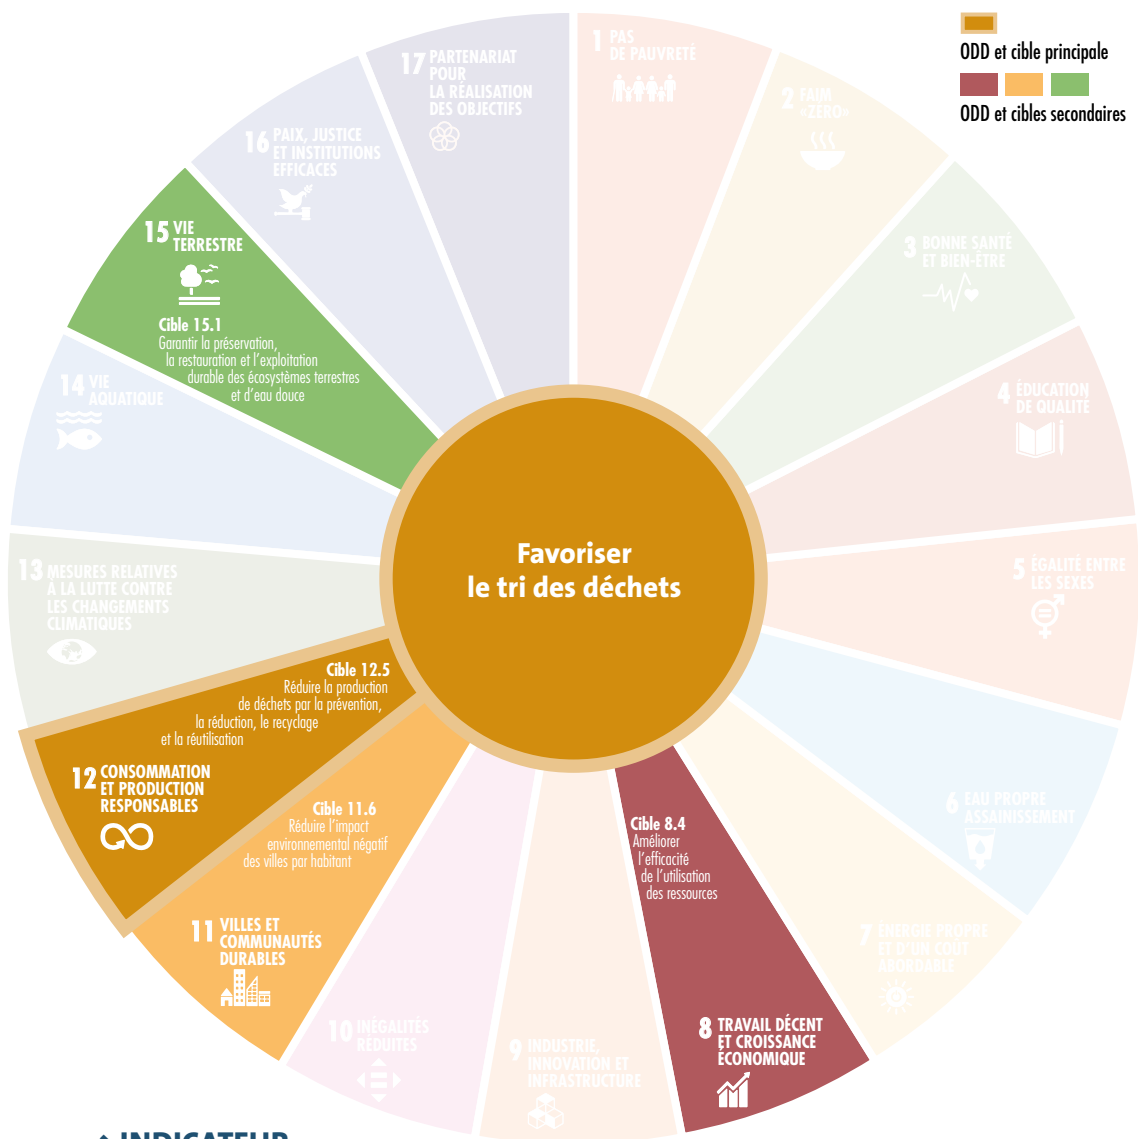 ODD et cible principale
ODD et cibles secondaires
1 PAS
DE PAUVRETÉ
2 FAIM
«ZÉRO»
3 BONNE SANTÉ
ET BIEN-ÊTRE
4 ÉDUCATION
DE QUALITÉ
5 ÉGALITÉ ENTRE
LES SEXES
6 EAU PROPRE
ASSAINISSEMENT
7 ÉNERGIE PROPRE
ET D'UN COÛT
ABORDABLE
Cible 8.4
Améliorer
l'efficacité
de l'utilisation
des ressources
8 TRAVAIL DÉCENT
ET CROISSANCE
ÉCONOMIQUE
9 INDUSTRIE,
INNOVATION ET
INFRASTRUCTURE
10 INÉGALITÉS
RÉDUITES
Cible 11.6
Réduire l'impact
environnemental négatif
des villes par habitant
11 VILLES ET
COMMUNAUTÉS
DURABLES
Cible 12.5
Réduire la production
de déchets par la prévention,
la réduction, le recyclage
et la réutilisation
12 CONSOMMATION
ET PRODUCTION
RESPONSABLES
13 MESURES RELATIVES
À LA LUTTE CONTRE
LES CHANGEMENTS
CLIMATIQUES
14 VIE
AQUATIQUE
15 VIE
TERRESTRE
Cible 15.1
Garantir la préservation,
la restauration et l'exploitation
durable des écosystèmes terrestres
et d'eau douce
16 PAIX, JUSTICE
ET INSTITUTIONS
EFFICACES
17 PARTENARIAT
POUR
LA RÉALISATION
DES OBJECTIFS
Favoriser
le tri des déchets
INDICATEUR